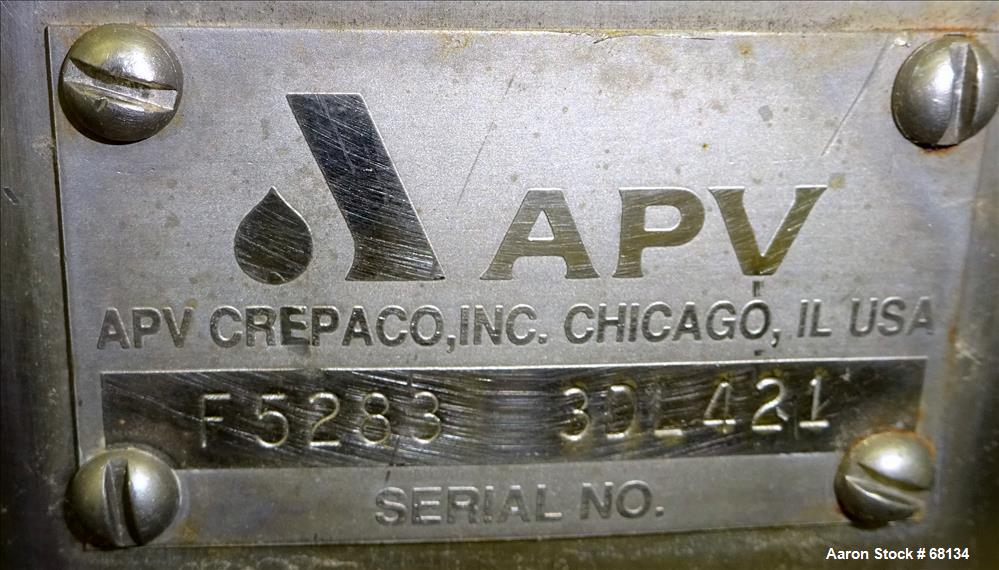 APV
APV CREPACO, INC. CHICAGO, IL USA
F5283 3DL421
SERIAL NO.
Aaron Stock # 68134